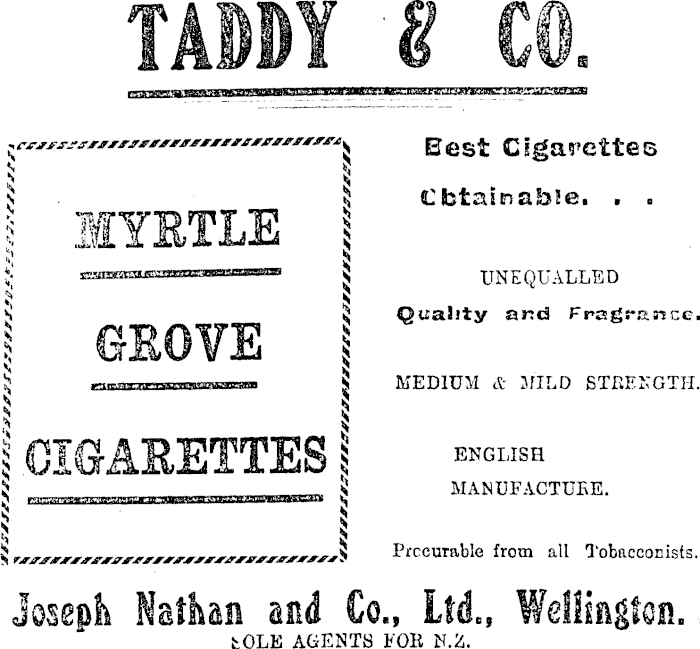 TADDY & CO.
MYRTLE
GROVE
CIGARETTES
Best Cigarettes
Obtainable. . .
UNEQUALLED
Quality and Fragrance.
MEDIUM & MILD STRENGTH.
ENGLISH
MANUFACTURE.
Procurable from all Tobacconists.
Joseph Nathan and Co., Ltd., Wellington.
SOLE AGENTS FOR N.Z.